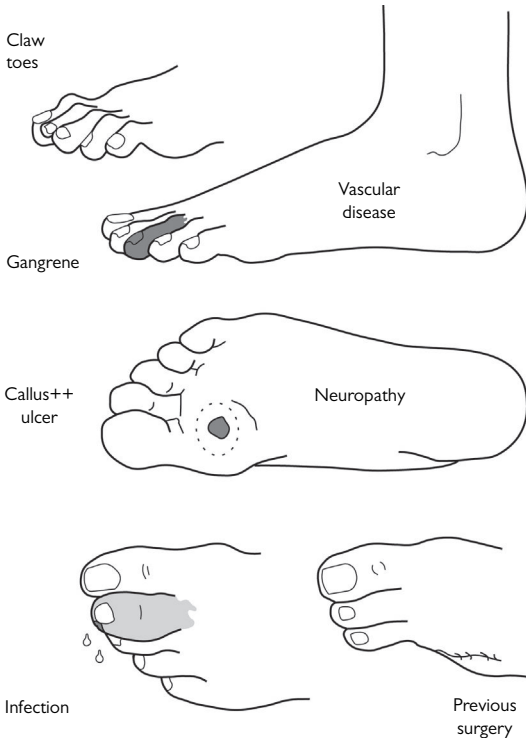 Claw
toes
Vascular
disease
Gangrene
Callus++
ulcer
Neuropathy
Infection
Previous
surgery